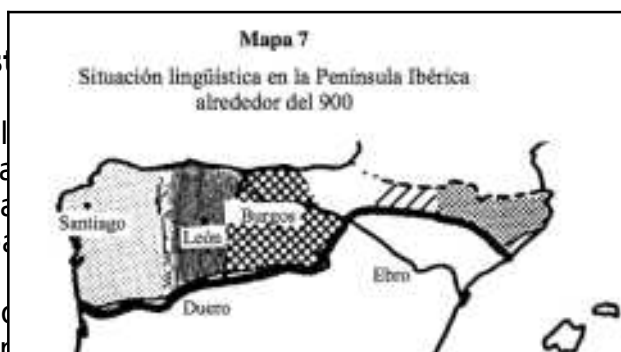 Mapa 7
Situación lingüística en la Península Ibérica
alrededor del 900
Santiago
León
Burgos
Ebro
Duero